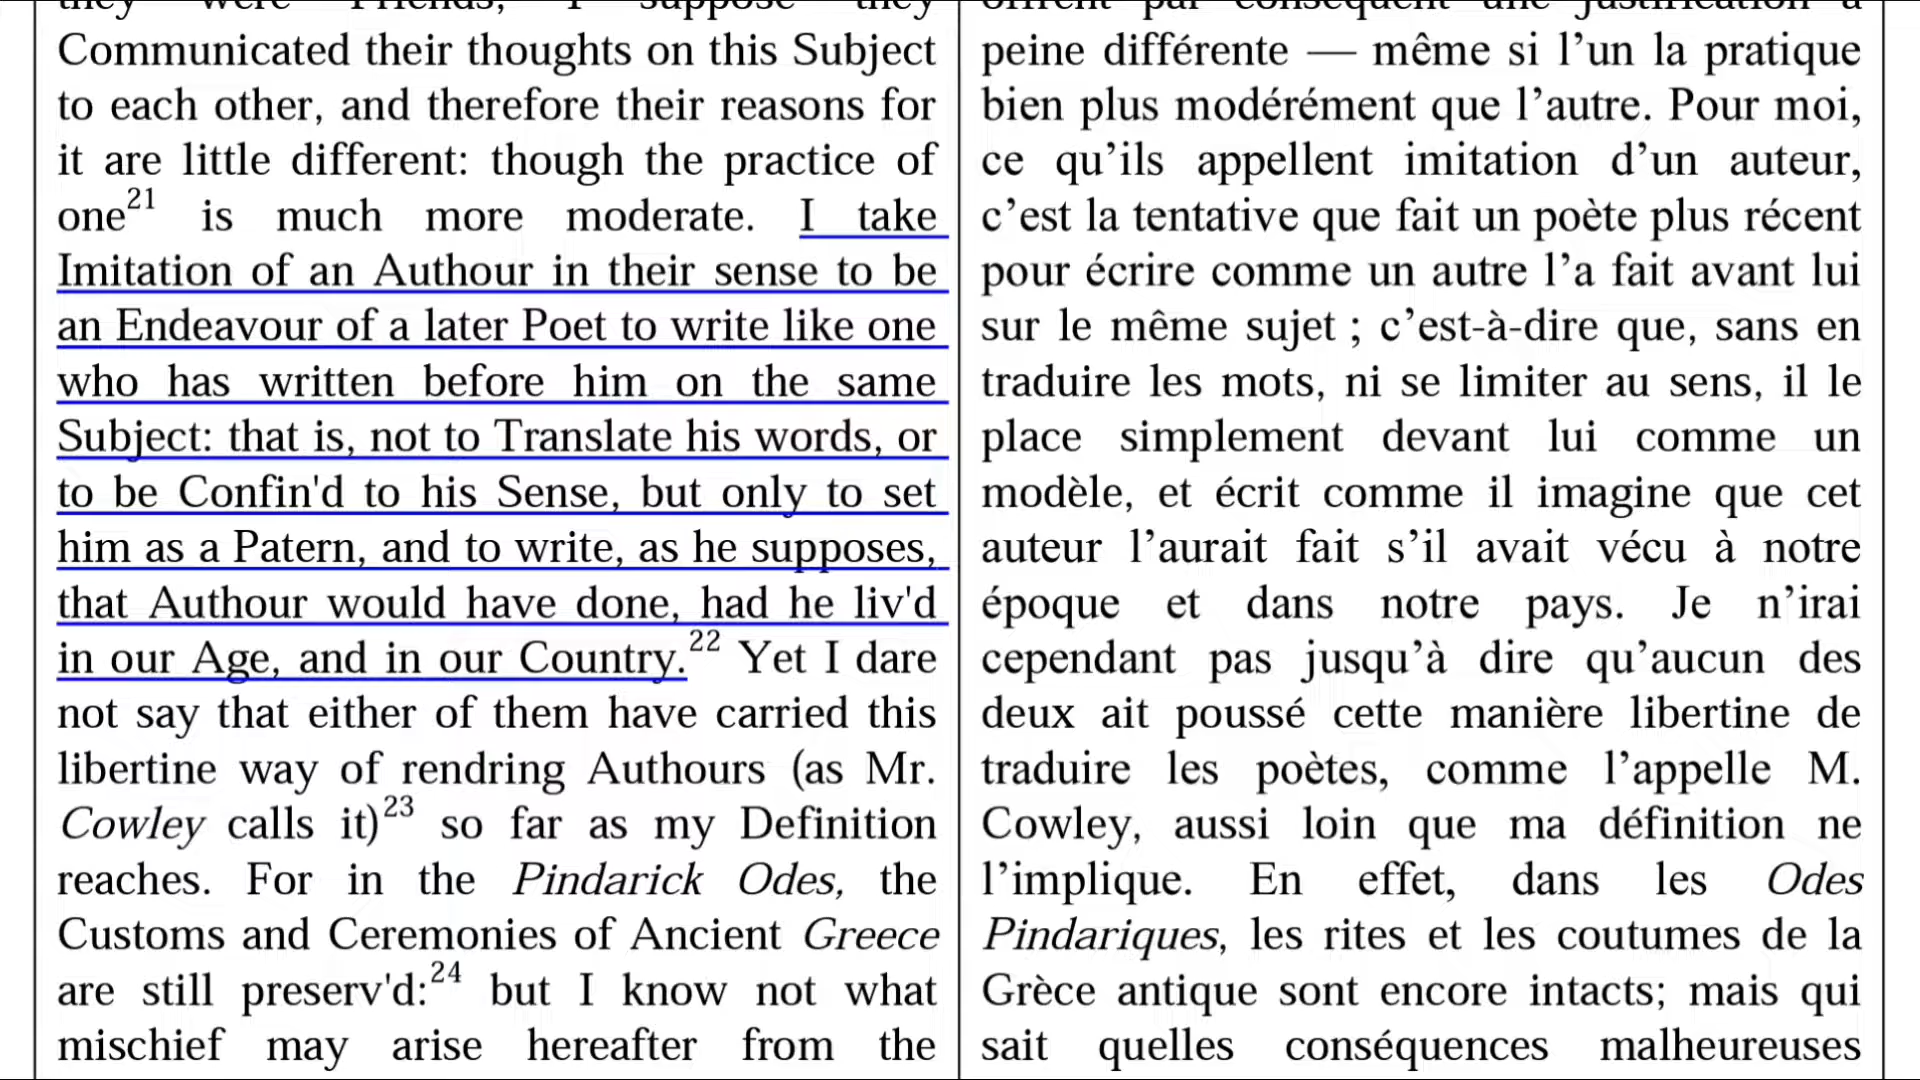 they were Friends, I suppose they
Communicated their thoughts on this Subject
to each other, and therefore their reasons for
it are little different: though the practice of
one21 is much more moderate. I take
Imitation of an Authour in their sense to be
an Endeavour of a later Poet to write like one
who has written before him on the same
Subject: that is, not to Translate his words, or
to be Confin'd to his Sense, but only to set
him as a Patern, and to write, as he supposes,
that Authour would have done, had he liv'd
in our Age, and in our Country.22 Yet I dare
not say that either of them have carried this
libertine way of rendring Authours (as Mr.
Cowley calls it)23 so far as my Definition
reaches. For in the Pindarick Odes, the
Customs and Ceremonies of Ancient Greece
are still preserv'd:24 but I know not what
mischief may arise hereafter from the
offrent par conséquent une justification à
peine différente — même si l’un la pratique
bien plus modérément que l’autre. Pour moi,
ce qu’ils appellent imitation d’un auteur,
c’est la tentative que fait un poète plus récent
pour écrire comme un autre l’a fait avant lui
sur le même sujet ; c’est-à-dire que, sans en
traduire les mots, ni se limiter au sens, il le
place simplement devant lui comme un
modèle, et écrit comme il imagine que cet
auteur l’aurait fait s’il avait vécu à notre
époque et dans notre pays. Je n’irai
cependant pas jusqu’à dire qu’aucun des
deux ait poussé cette manière libertine de
traduire les poètes, comme l’appelle M.
Cowley, aussi loin que ma définition ne
l’implique. En effet, dans les Odes
Pindariques, les rites et les coutumes de la
Grèce antique sont encore intacts; mais qui
sait quelles conséquences malheureuses